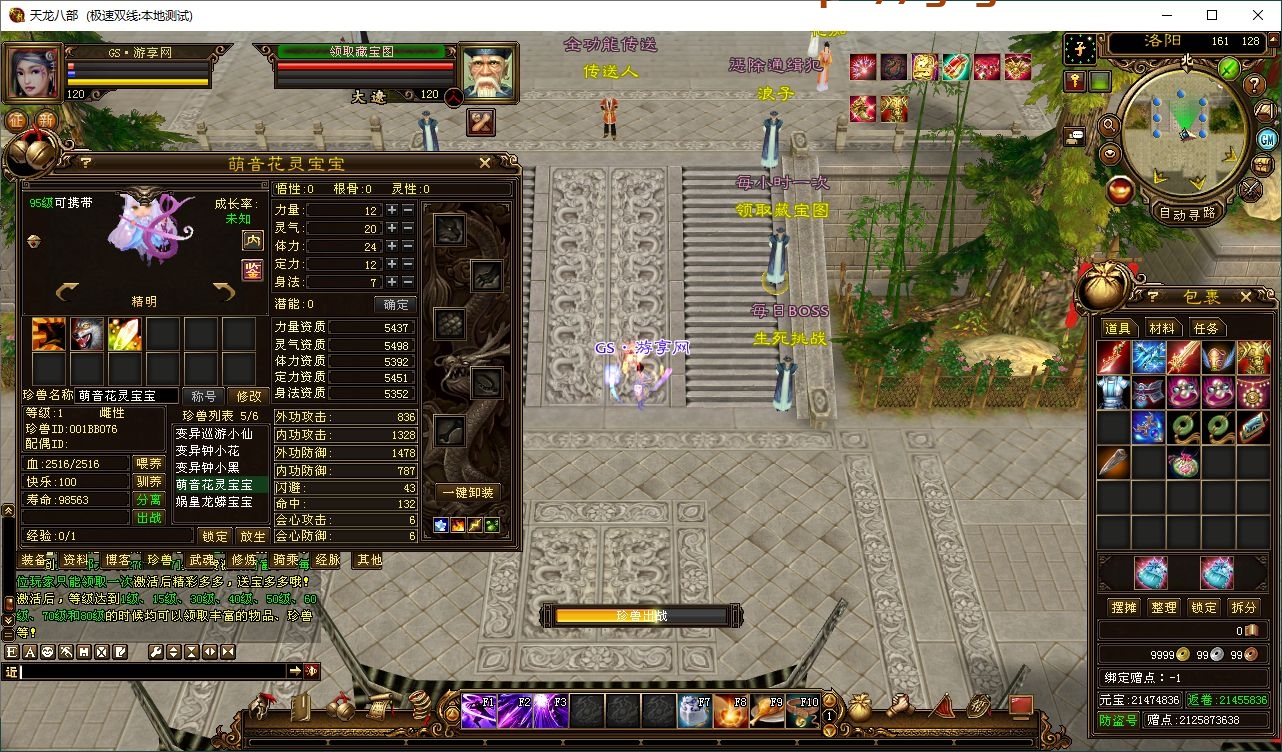 天龙八部 (极速双线:本地测试)
GS·游享网
120
领取藏宝图
大遼
120
全功能传送
传送人
惩除通缉犯
浪子
每小时一次
领取藏宝图
每日BOSS
生死挑战
GS·游享网
洛阳 161 128
北
GM
自动寻路
征 新
萌音花灵宝宝
95级可携带
成长率:
未知
内
鉴
精明
悟性:0 根骨:0 灵性:0
力量: 12
灵气: 20
体力: 24
定力: 12
身法: 7
潜能:0 确定
力量资质 5437
灵气资质 5498
体力资质 5392
定力资质 5451
身法资质 5352
外功攻击: 836
内功攻击: 1328
外功防御: 1478
内功防御: 787
闪避: 43
命中: 132
会心攻击: 6
会心防御: 6
一键卸装
珍兽名称 萌音花灵宝宝 称号 修改
等级:1 雌性
珍兽ID:001BB076
配偶ID:
珍兽列表 5/6
变异巡游小仙
变异钟小花
变异钟小黑
萌音花灵宝宝
娲皇龙蟒宝宝
血:2516/2516 喂养
快乐:100 驯养
寿命:98563 分离
出战
经验:0/1 锁定 放生
装备 资料 博客 珍兽 武魂 修炼 骑乘 经脉 其他
位玩家只能领取一次激活后精彩多多,送宝多多哦!
激活后,等级达到1级、15级、30级、40级、50级、60
级、70级和80级的时候均可以领取丰富的物品、珍兽
等!
近
珍兽出战
F1 F2 F3 F7 F8 F9 F10
1
包裹
道具 材料 任务
摆摊 整理 锁定 拆分
0
9999 99 99
绑定赠点:-1
元宝:21474836 返卷:21455836
防盗号 赠点:2125873638